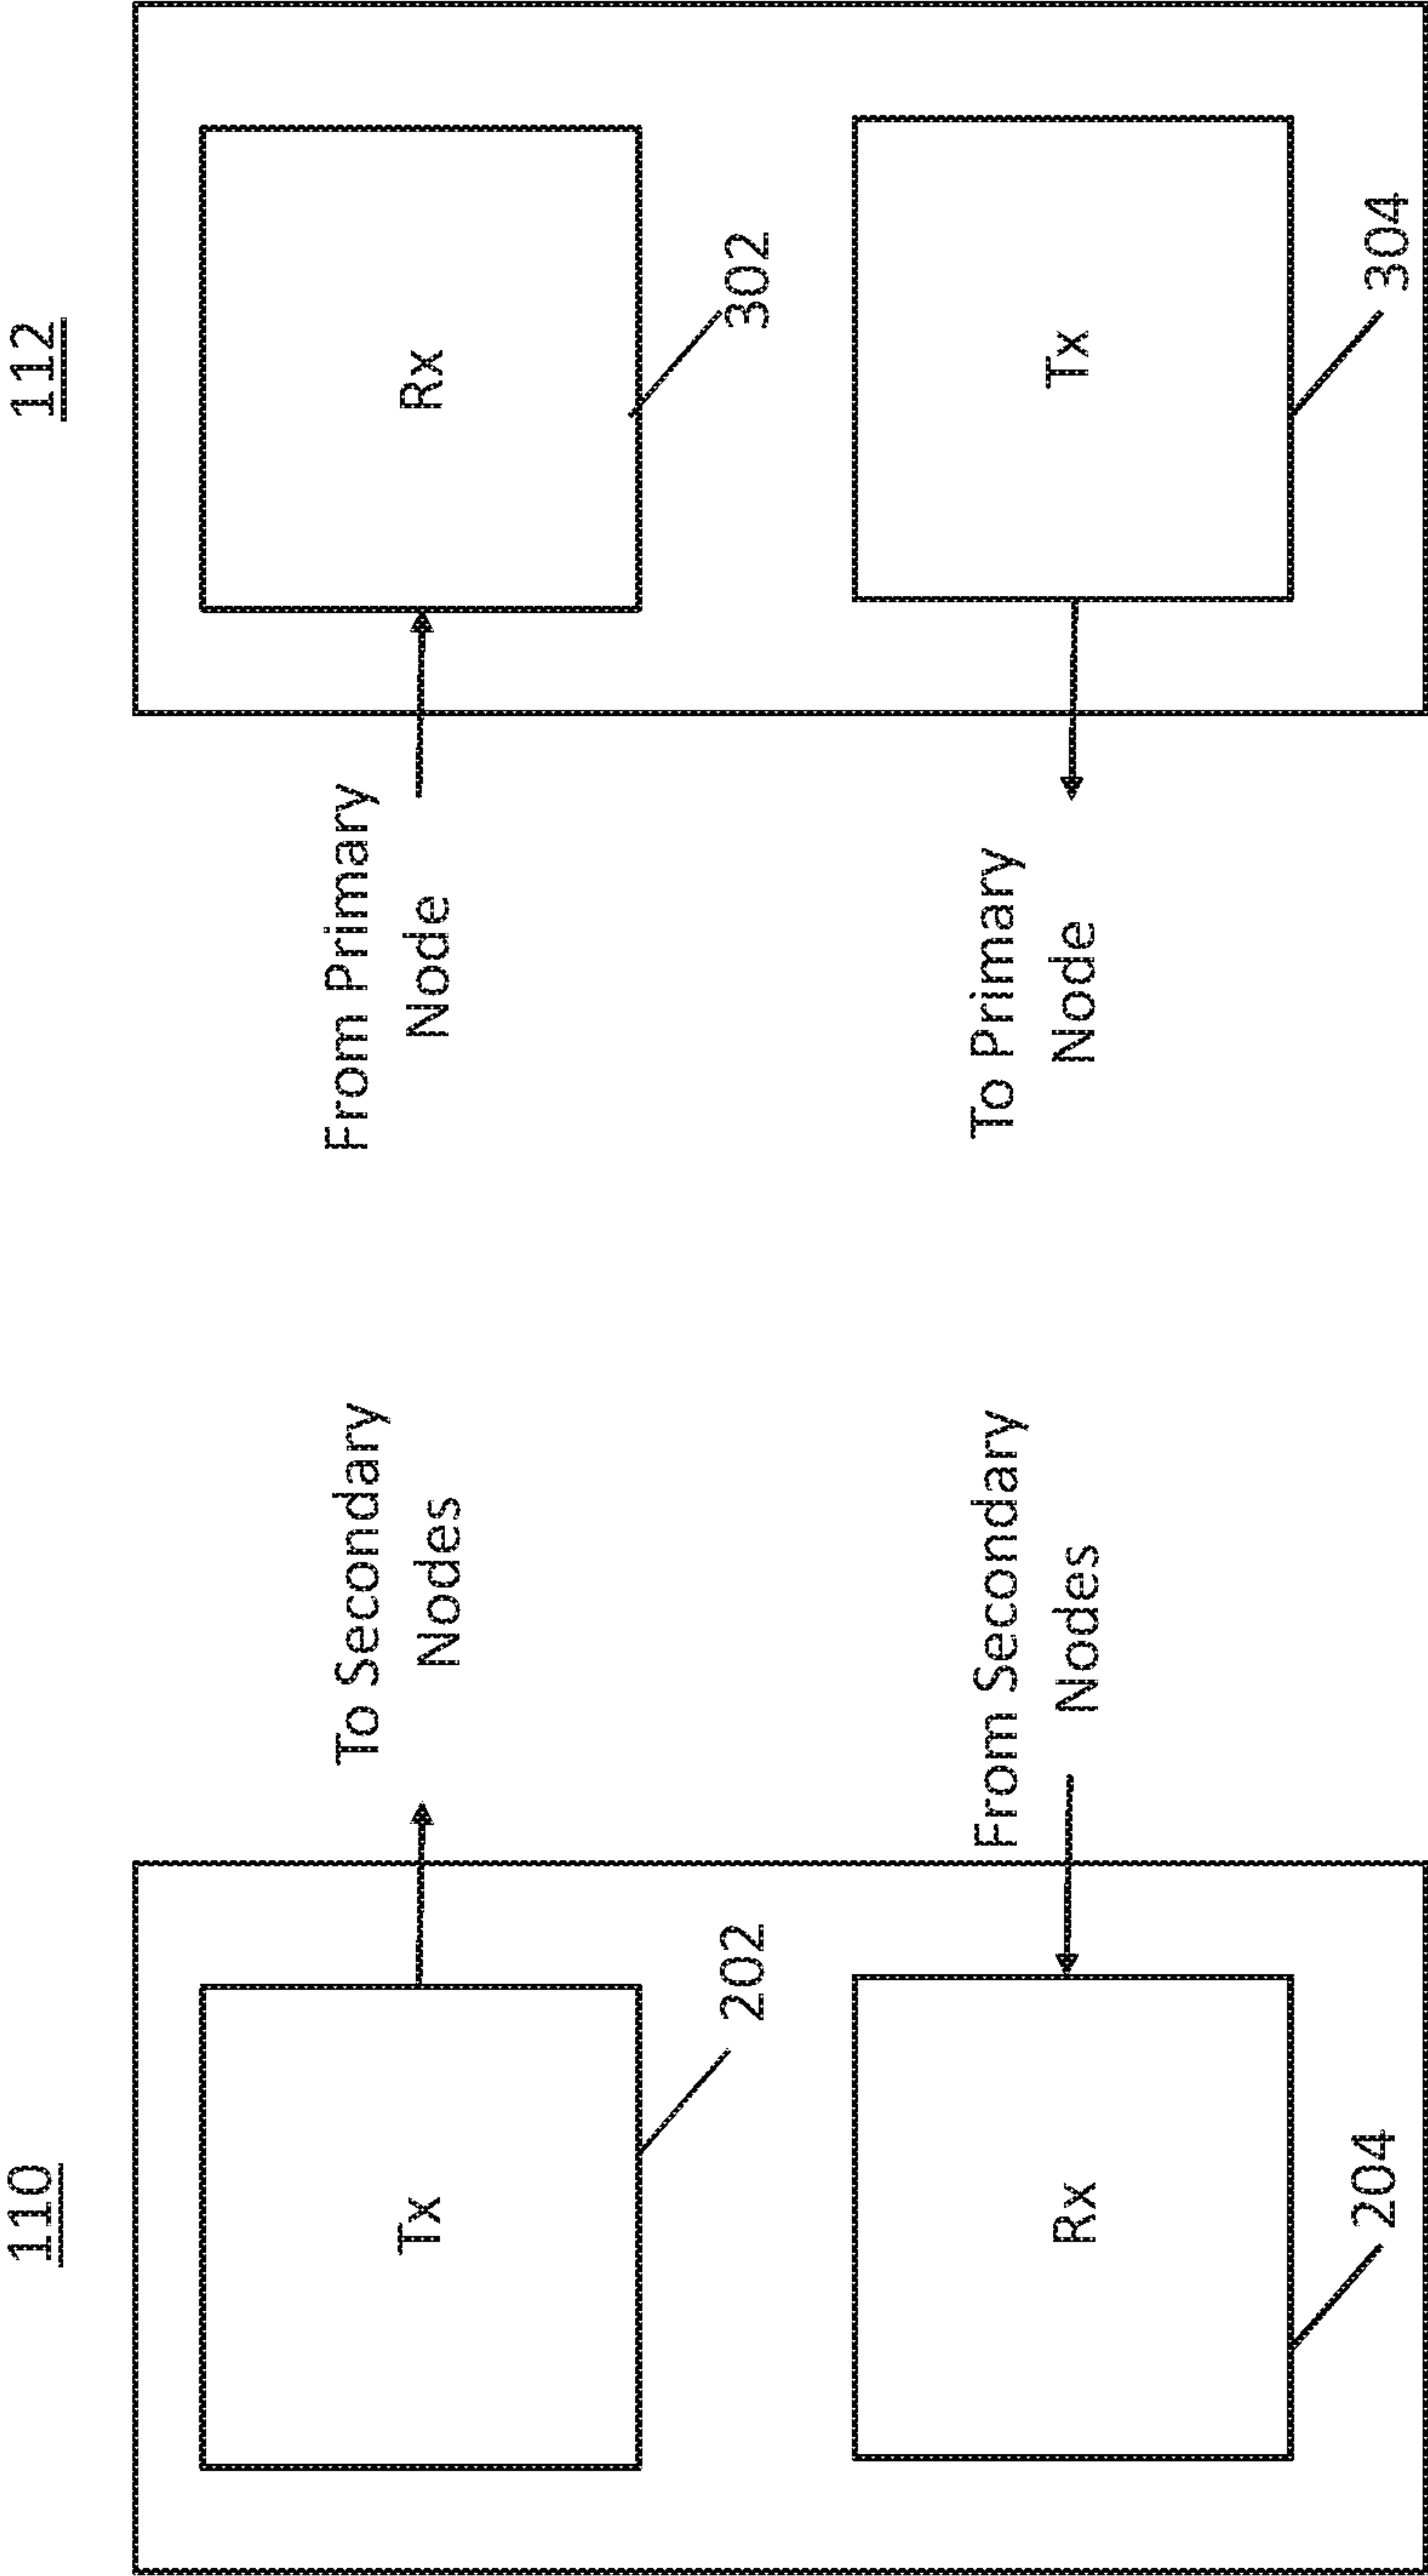 110
Tx
202
To Secondary
Nodes
Rx
204
From Secondary
Nodes
112
From Primary
Node
Rx
302
To Primary
Node
Tx
304